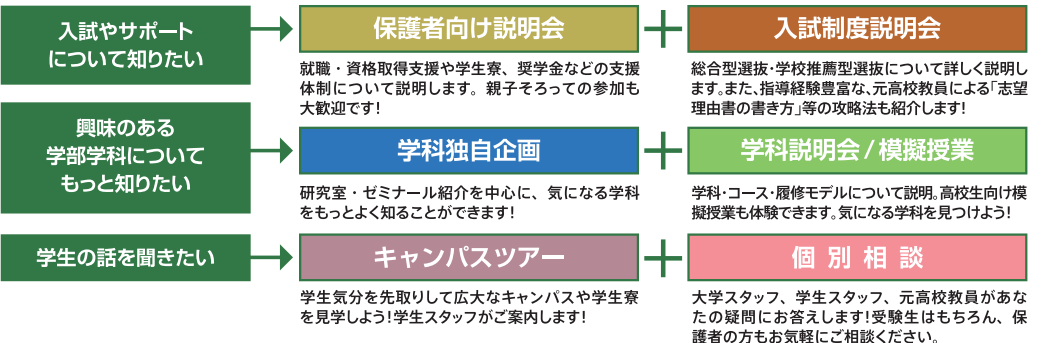 入試やサポート
について知りたい
保護者向け説明会
＋
入試制度説明会
就職・資格取得支援や学生寮、奨学金などの支援
体制について説明します。親子そろっての参加も
大歓迎です!
総合型選抜・学校推薦型選抜について詳しく説明し
ます。また、指導経験豊富な、元高校教員による「志望
理由書の書き方」等の攻略法も紹介します!
興味のある
学部学科について
もっと知りたい
学科独自企画
＋
学科説明会/模擬授業
研究室・ゼミナール紹介を中心に、気になる学科
をもっとよく知ることができます!
学科・コース・履修モデルについて説明。高校生向け模
擬授業も体験できます。気になる学科を見つけよう!
学生の話を聞きたい
キャンパスツアー
＋
個別相談
学生気分を先取りして広大なキャンパスや学生寮
を見学しよう!学生スタッフがご案内します!
大学スタッフ、学生スタッフ、元高校教員があな
たの疑問にお答えします!受験生はもちろん、保
護者の方もお気軽にご相談ください。